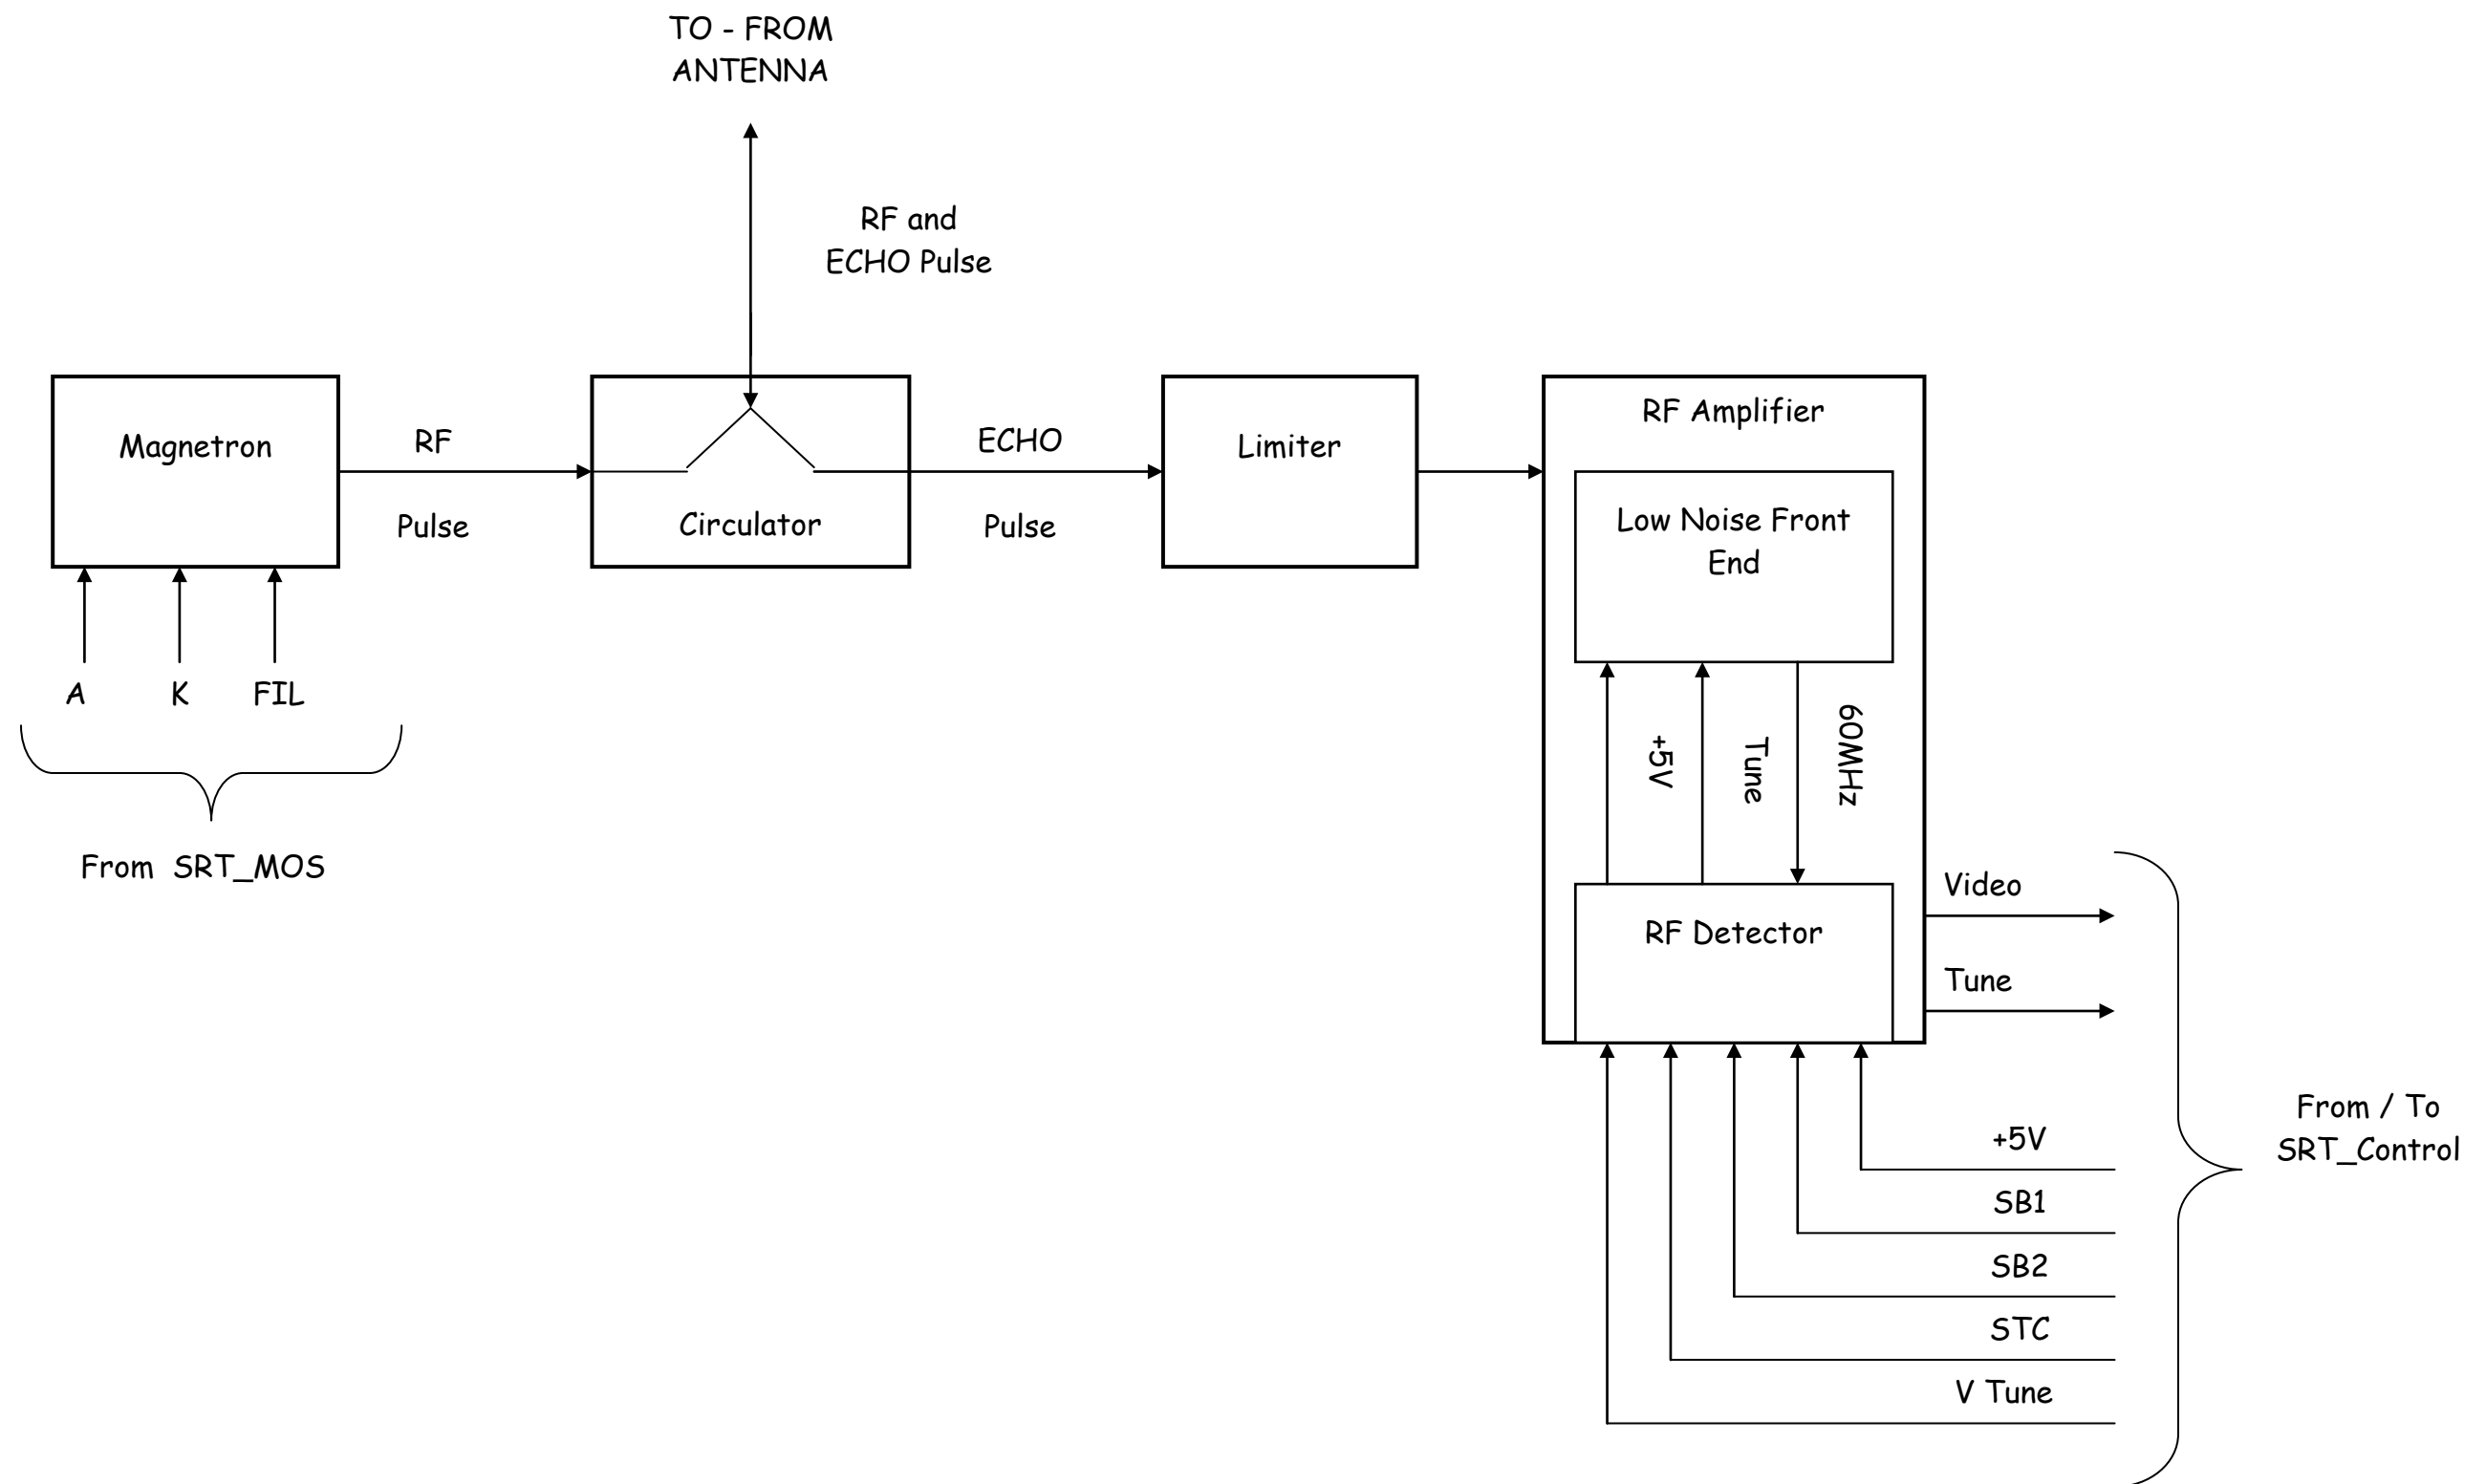 TO - FROM
ANTENNA
RF and
ECHO Pulse
Magnetron
RF
Pulse
Circulator
ECHO
Pulse
Limiter
RF Amplifier
Low Noise Front
End
A
K
FIL
From SRT_MOS
+5V
Tune
60MHz
RF Detector
Video
Tune
+5V
SB1
SB2
STC
V Tune
From / To
SRT_Control